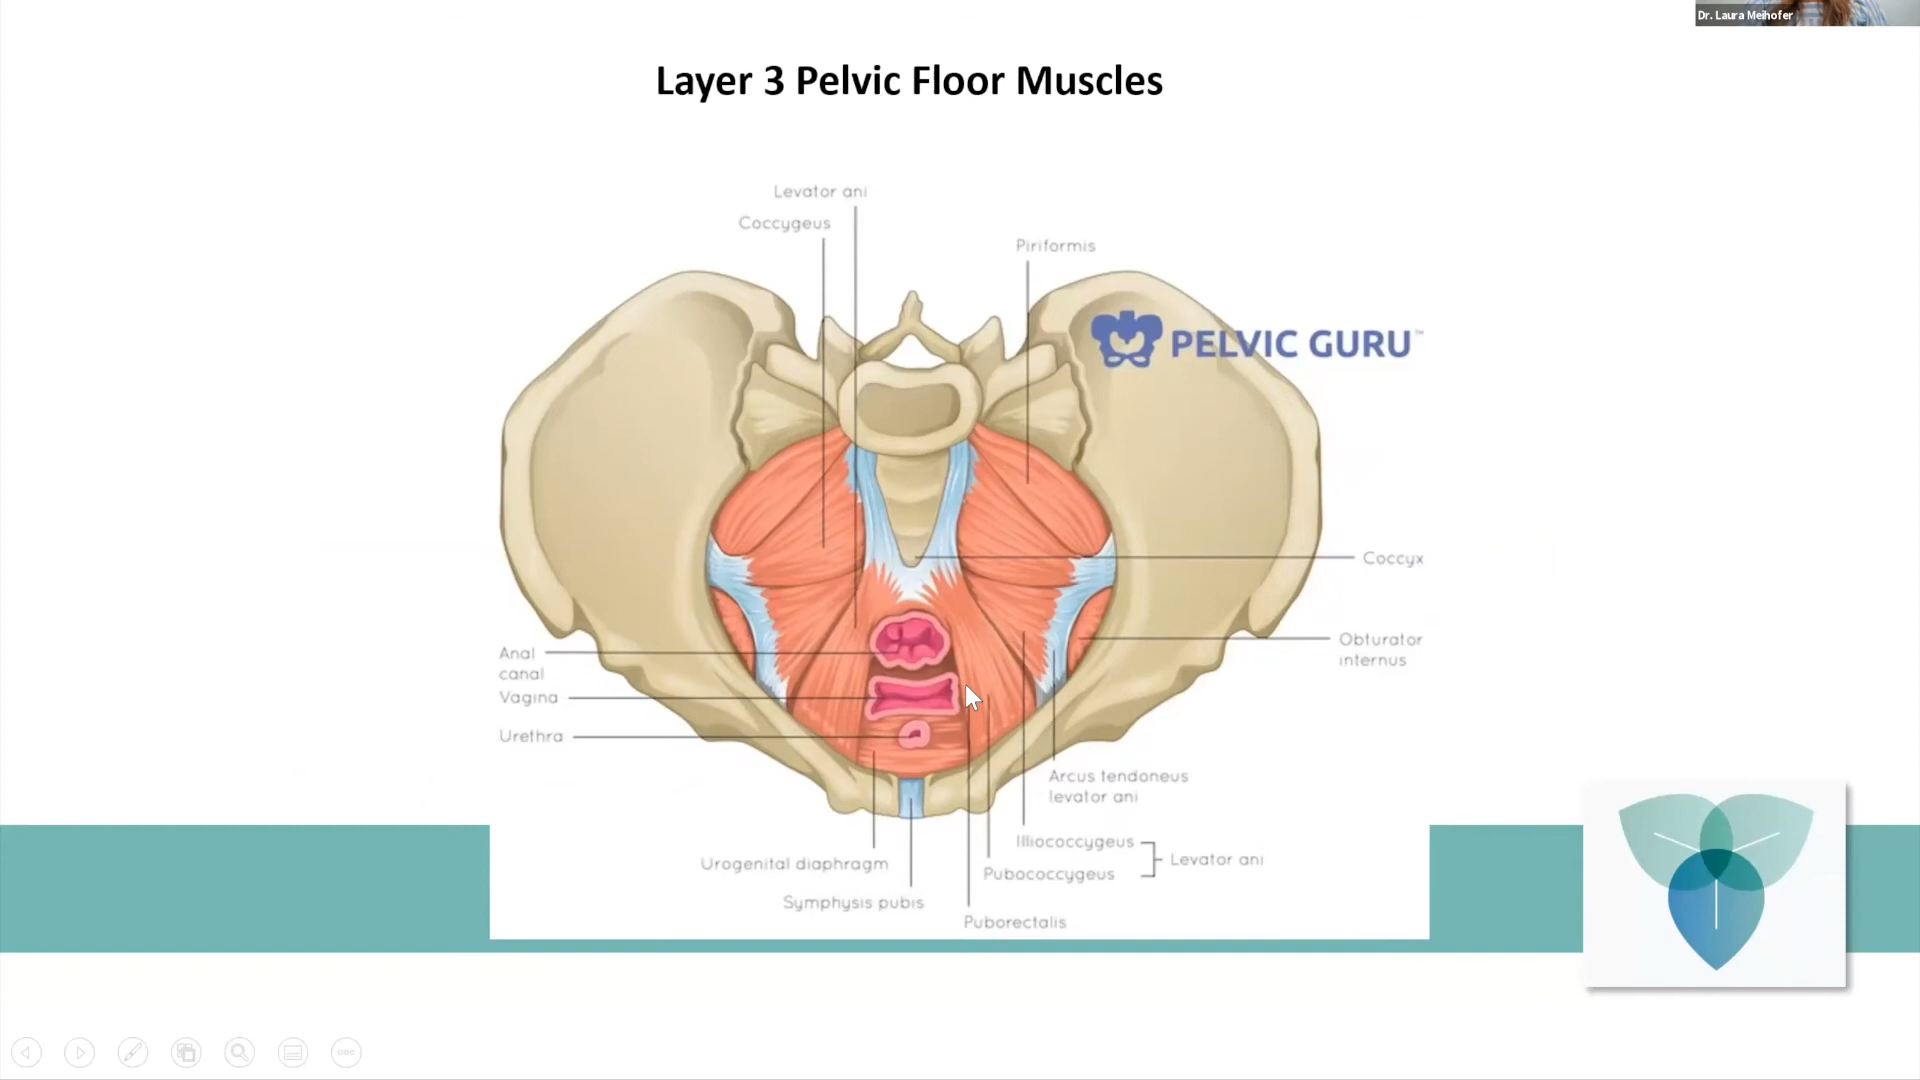 Dr. Laura Meihofer
Layer 3 Pelvic Floor Muscles
Levator ani
Coccygeus
Piriformis
PELVIC GURU™
Coccyx
Obturator
internus
Anal
canal
Vagina
Urethra
Arcus tendoneus
levator ani
Illiococcygeus
Levator ani
Urogenital diaphragm
Pubococcygeus
Symphysis pubis
Puborectalis